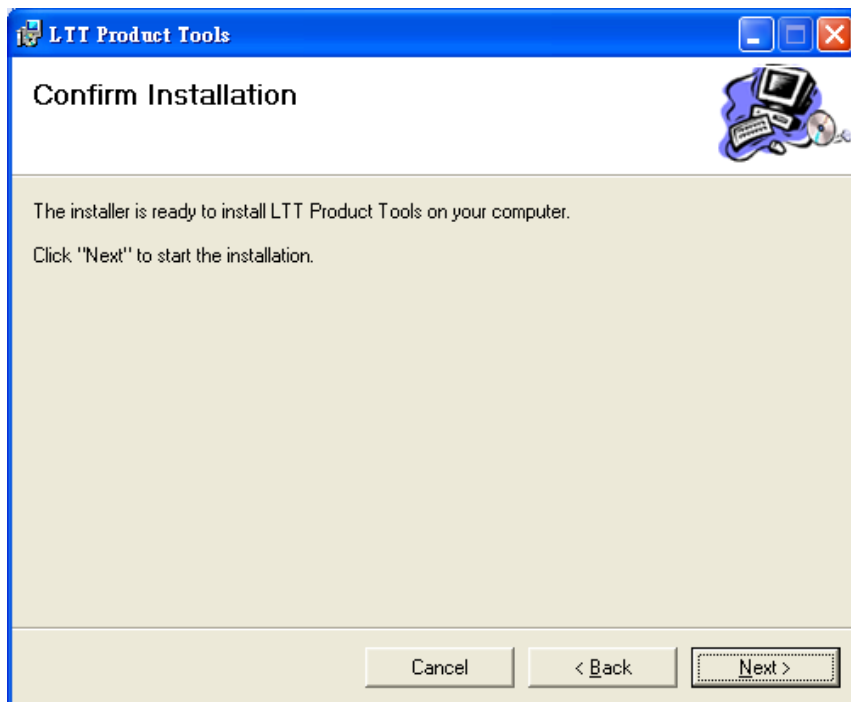 LTT Product Tools
Confirm Installation
The installer is ready to install LTT Product Tools on your computer.
Click "Next" to start the installation.
Cancel
< Back
Next >